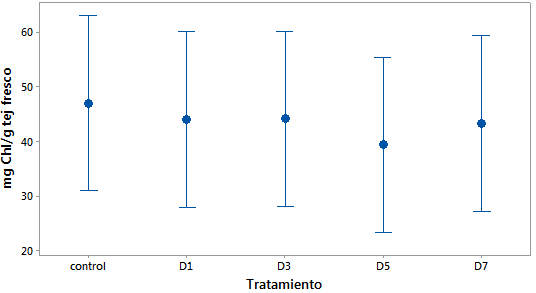 mg Chl/g tej fresco
60
50
40
30
20
control D1 D3 D5 D7
Tratamiento